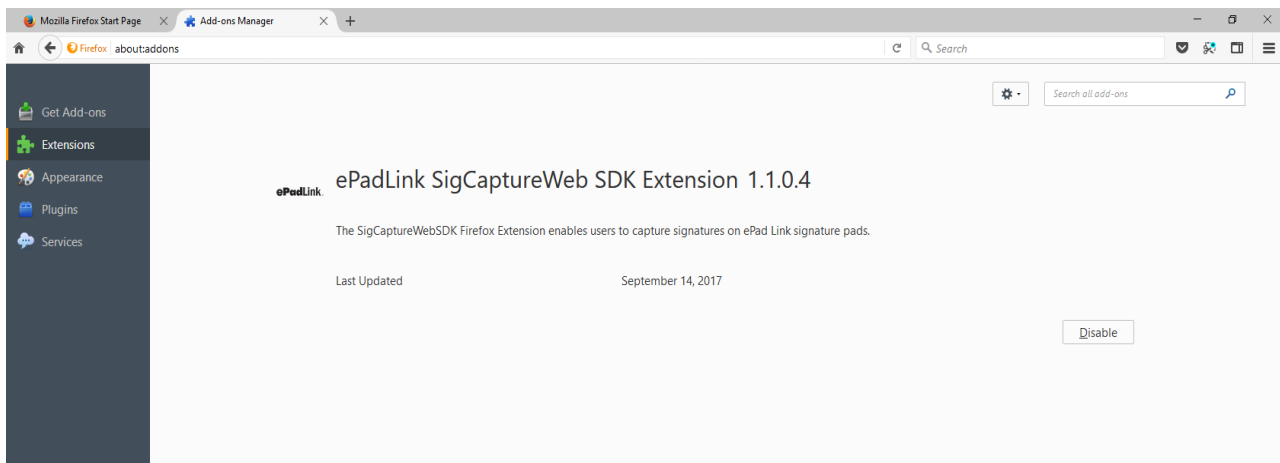 Mozilla Firefox Start Page
Add-ons Manager
Firefox about:addons
Search
Search all add-ons
Get Add-ons
Extensions
Appearance
Plugins
Services
ePadLink.
ePadLink SigCaptureWeb SDK Extension 1.1.0.4
The SigCaptureWebSDK Firefox Extension enables users to capture signatures on ePad Link signature pads.
Last Updated September 14, 2017
Disable